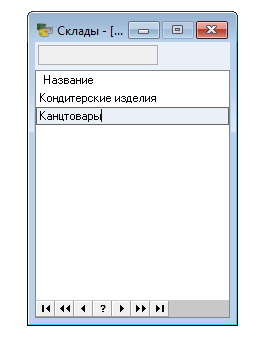 Склады - [...
Название
Кондитерские изделия
Канцтовары
?